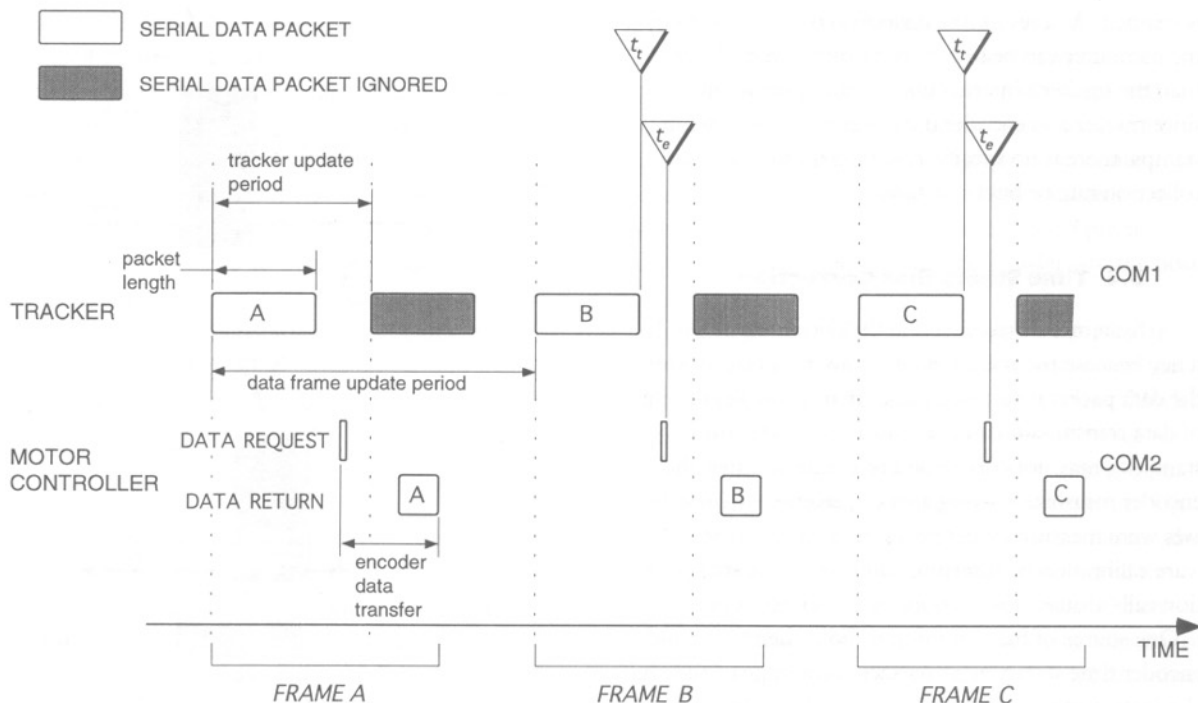 SERIAL DATA PACKET
SERIAL DATA PACKET IGNORED
t_t
t_t
t_e
t_e
tracker update
period
packet
length
COM1
TRACKER
A
B
C
data frame update period
DATA REQUEST
MOTOR
CONTROLLER
COM2
DATA RETURN
A
B
C
encoder
data
transfer
TIME
FRAME A
FRAME B
FRAME C